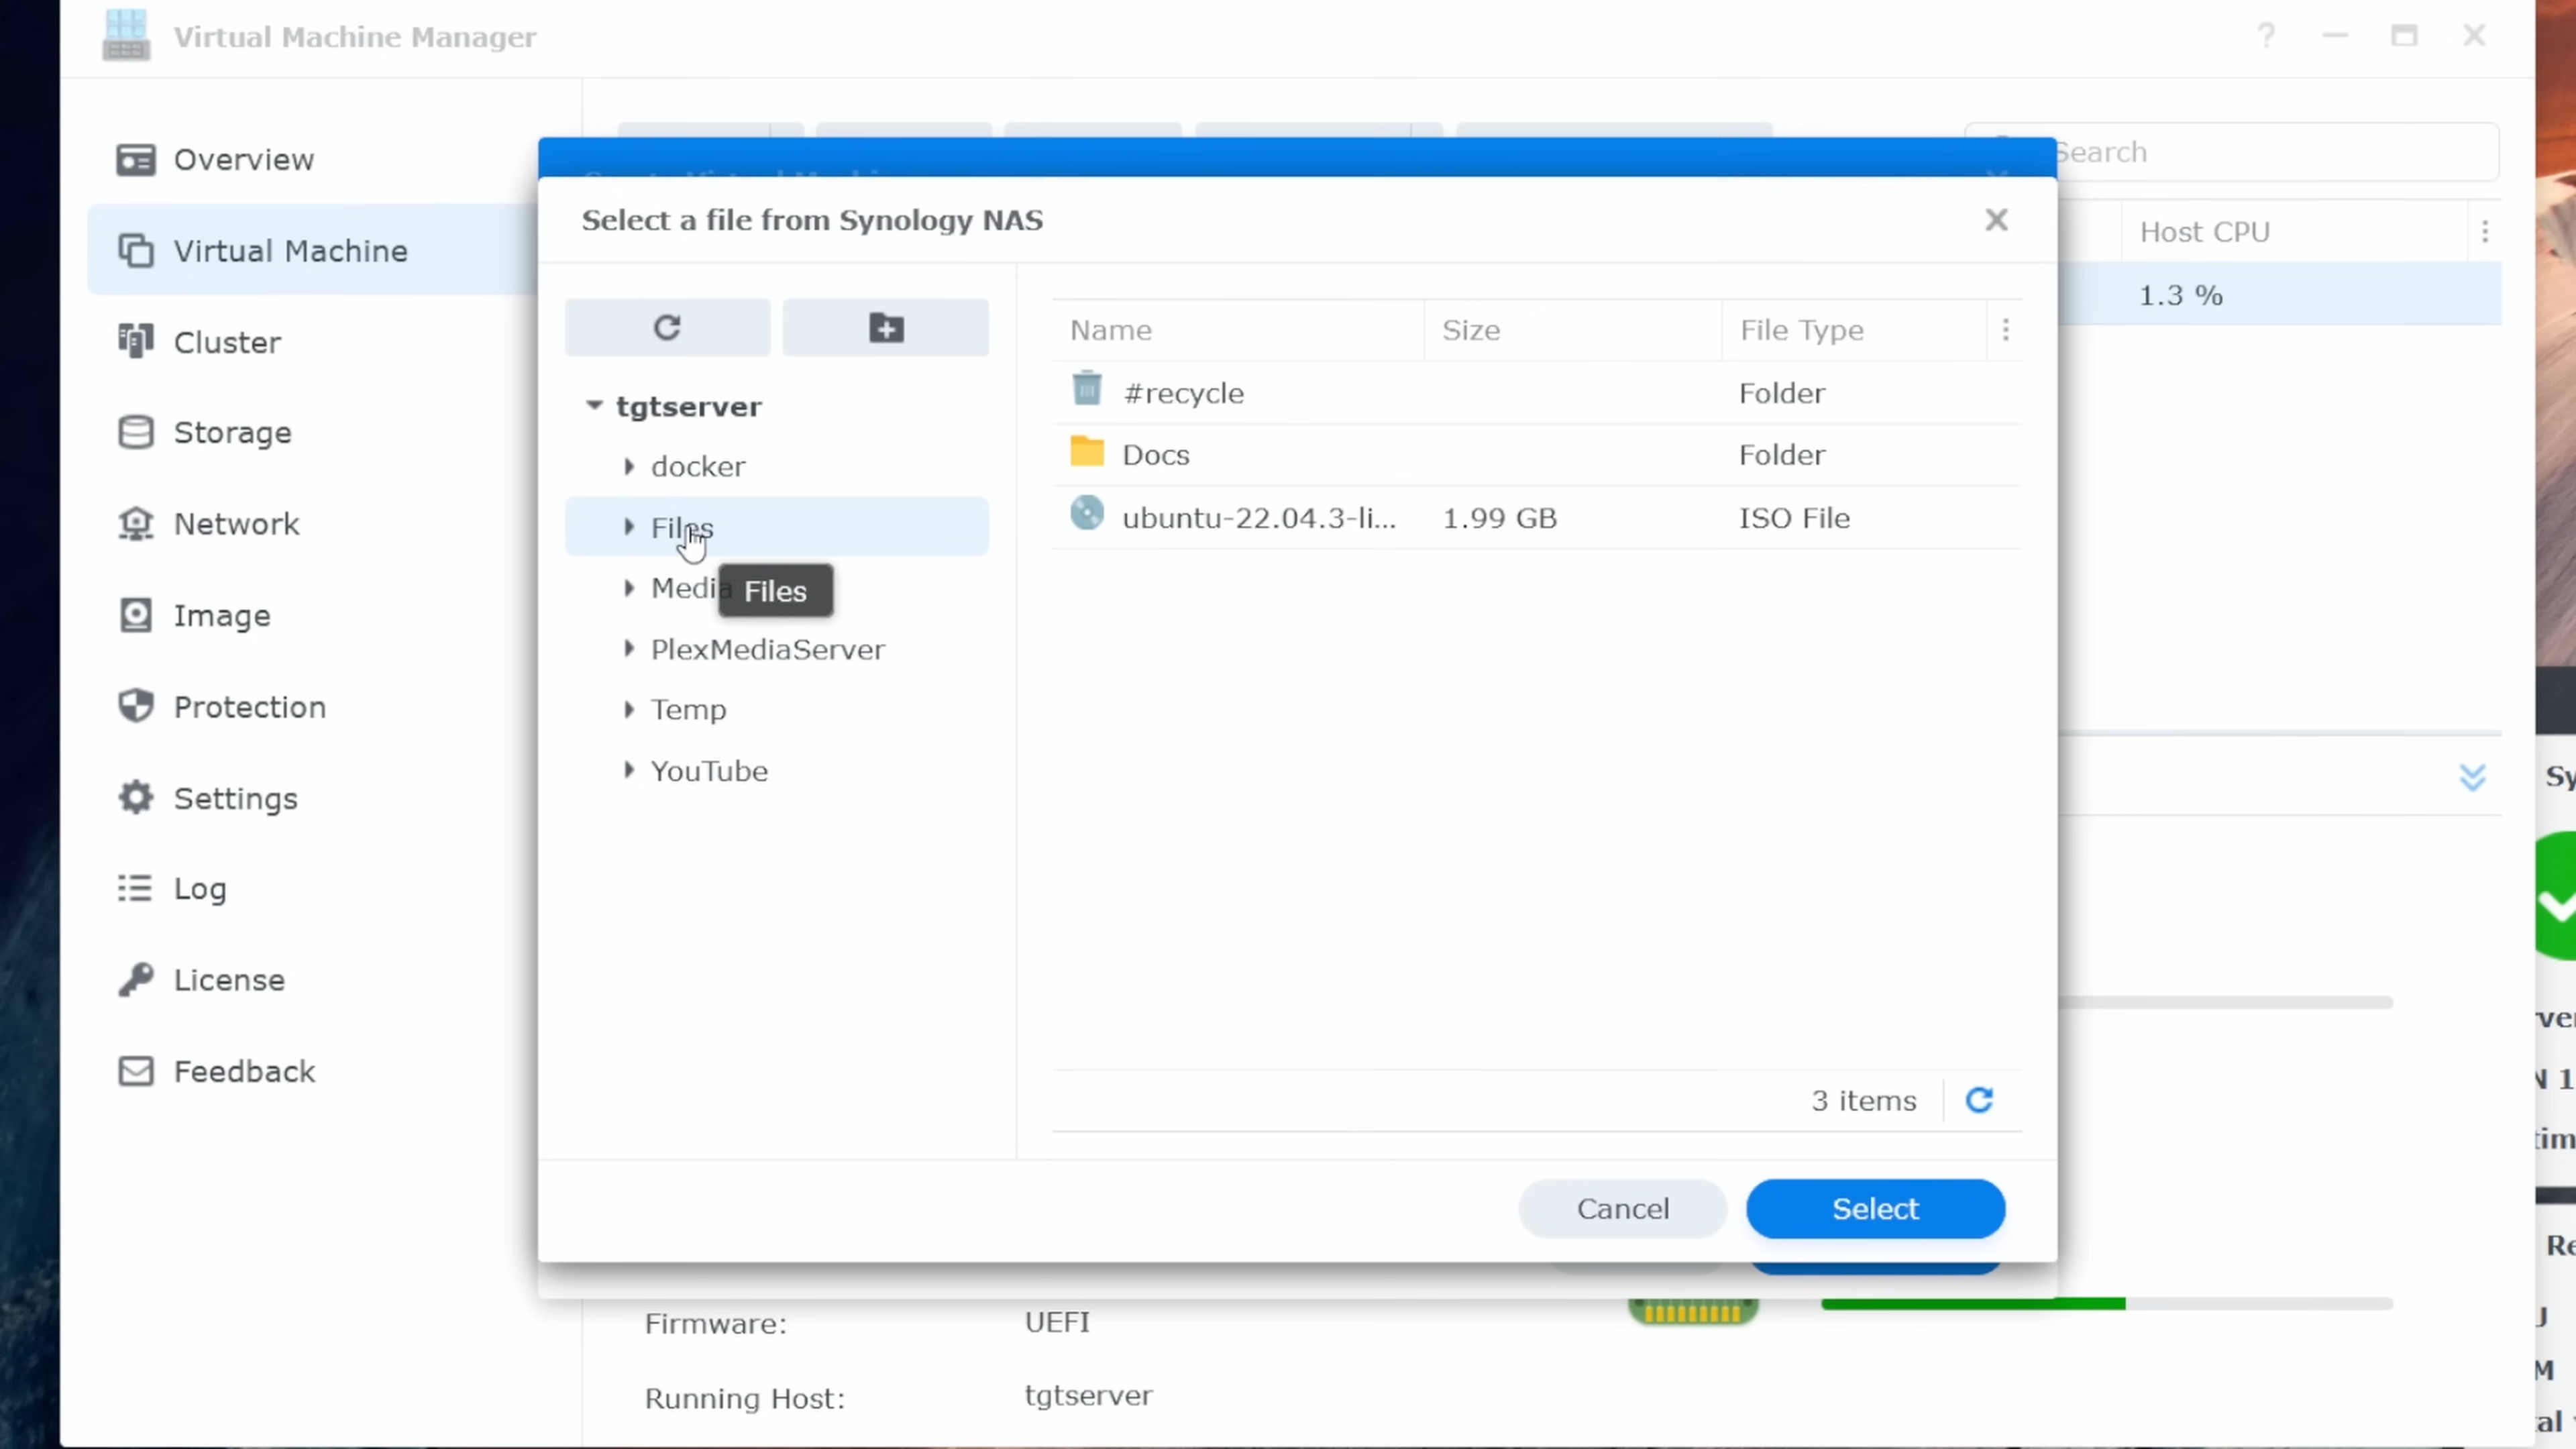 Virtual Machine Manager
?
Overview
Virtual Machine
Cluster
Storage
Network
Image
Protection
Settings
Log
License
Feedback
Search
Host CPU
1.3 %
Select a file from Synology NAS
tgtserver
docker
Files
Media
Files
PlexMediaServer
Temp
YouTube
Name Size File Type
#recycle Folder
Docs Folder
ubuntu-22.04.3-li... 1.99 GB ISO File
3 items
Cancel Select
Firmware: UEFI
Running Host: tgtserver